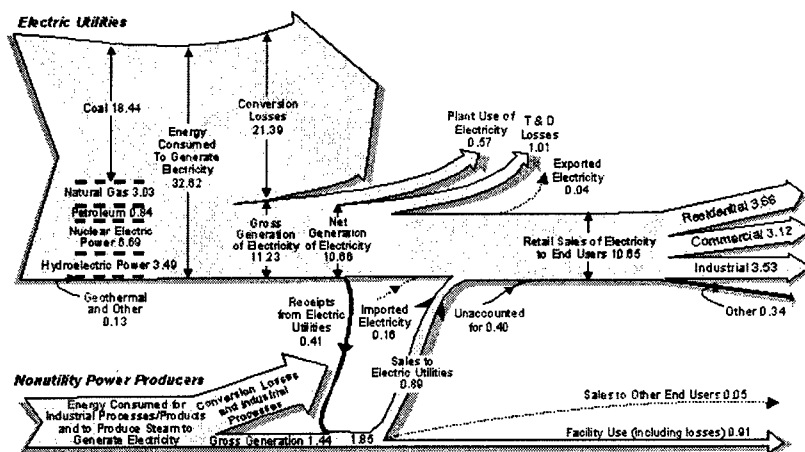 Electric Utilities
Coal 18.44
Energy
Consumed
To Generate
Electricity
32.62
Conversion
Losses
21.39
Natural Gas 3.03
Petroleum 0.84
Nuclear Electric
Power 6.69
Hydroelectric Power 3.49
Geothermal
and Other
0.13
Gross
Generation
of Electricity
11.23
Net
Generation
of Electricity
10.66
Plant Use of
Electricity
0.57
T & D
Losses
1.01
Exported
Electricity
0.04
Retail Sales of Electricity
to End Users 10.65
Residential 3.66
Commercial 3.12
Industrial 3.53
Other 0.34
Receipts
from Electric
Utilities
0.41
Imported
Electricity
0.16
Unaccounted
for 0.40
Sales to
Electric Utilities
0.89
Nonutility Power Producers
Energy Consumed for
Industrial Processes/Products
and to Produce Steam to
Generate Electricity
Conversion Losses
and Industrial
Processes
Gross Generation 1.44
1.85
Sales to Other End Users 0.05
Facility Use (including losses) 0.91